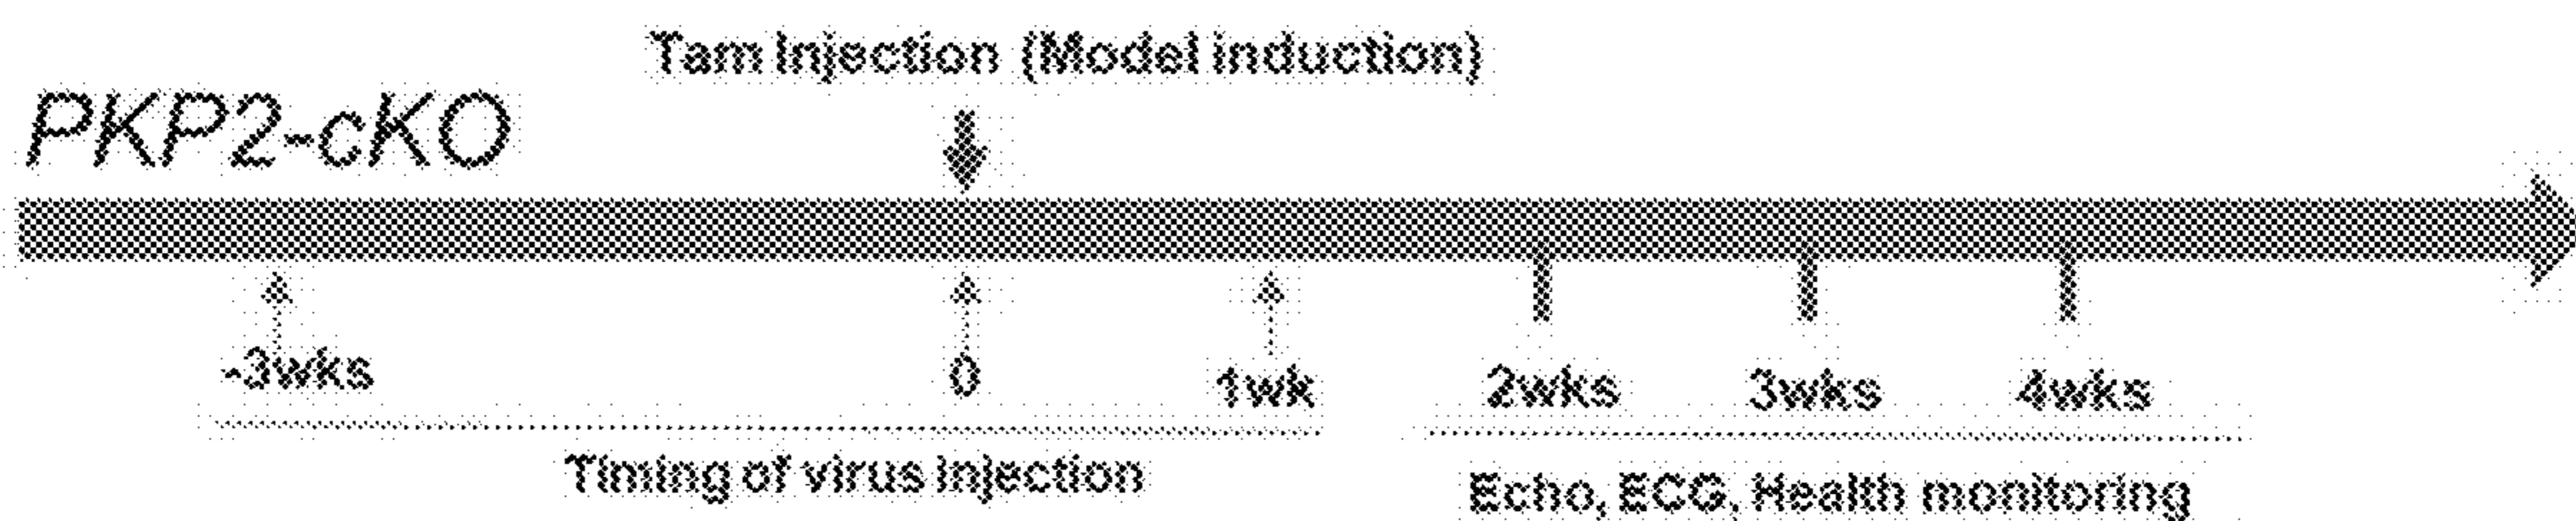 Tam Injection (Model induction)
PKP2-cKO
-3wks
0
1wk
2wks
3wks
4wks
Timing of virus injection
Echo, ECG, Health monitoring